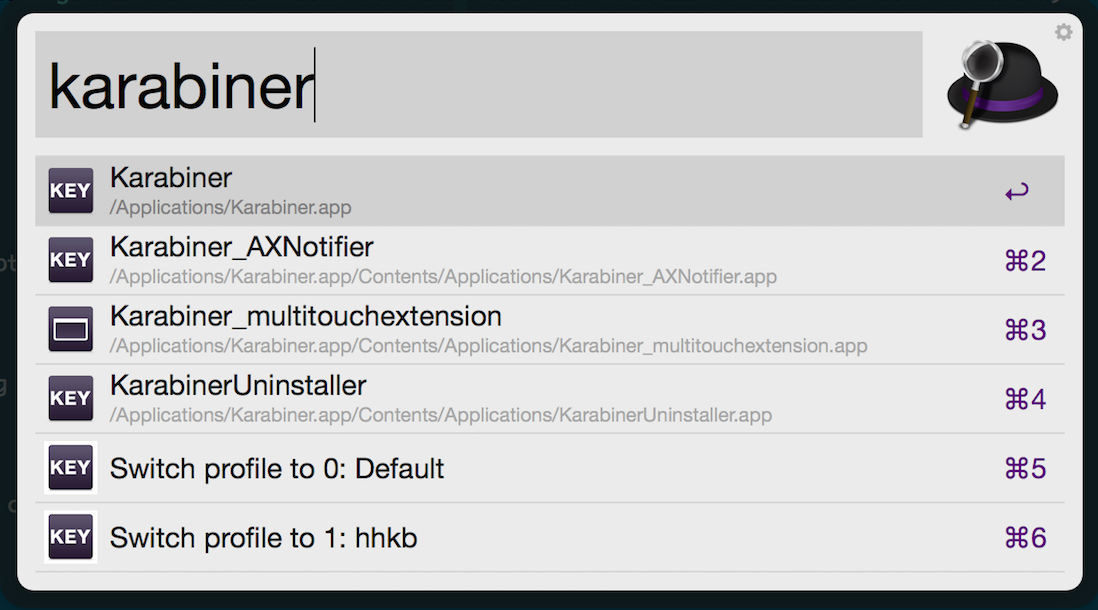 karabiner
KEY Karabiner
/Applications/Karabiner.app
↩
KEY Karabiner_AXNotifier
/Applications/Karabiner.app/Contents/Applications/Karabiner_AXNotifier.app
⌘2
Karabiner_multitouchextension
/Applications/Karabiner.app/Contents/Applications/Karabiner_multitouchextension.app
⌘3
KEY KarabinerUninstaller
/Applications/Karabiner.app/Contents/Applications/KarabinerUninstaller.app
⌘4
KEY Switch profile to 0: Default ⌘5
KEY Switch profile to 1: hhkb ⌘6